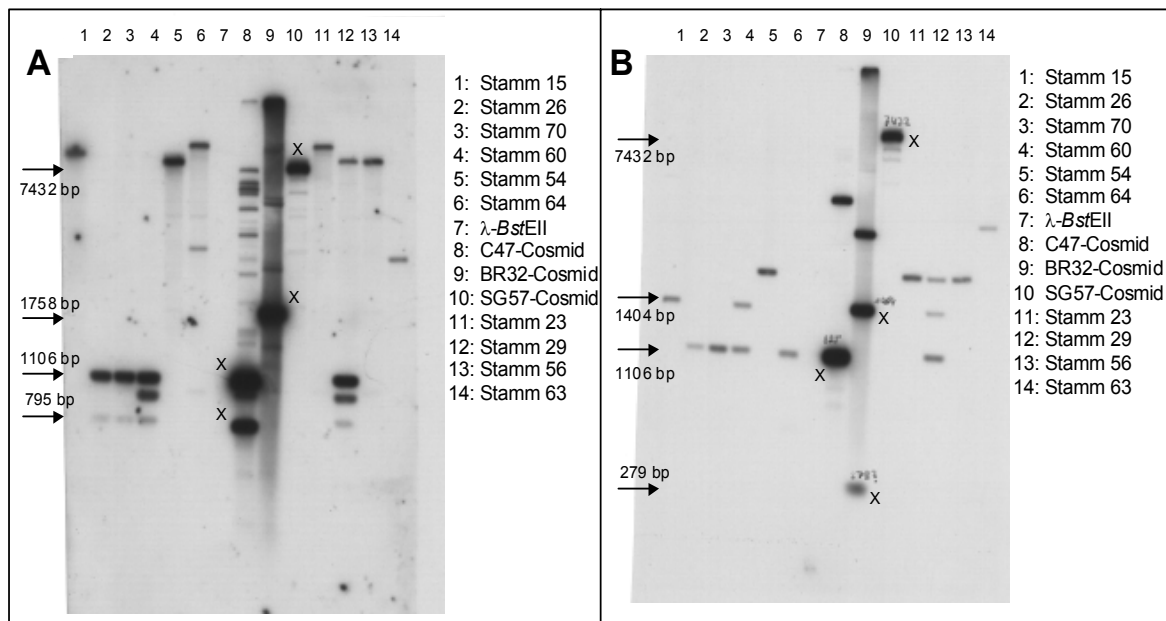 1 2 3 4 5 6 7 8 9 10 11 12 13 14
A
X
7432 bp
X
1758 bp
1106 bp
X
795 bp
X
1: Stamm 15
2: Stamm 26
3: Stamm 70
4: Stamm 60
5: Stamm 54
6: Stamm 64
7: λ-BstEII
8: C47-Cosmid
9: BR32-Cosmid
10: SG57-Cosmid
11: Stamm 23
12: Stamm 29
13: Stamm 56
14: Stamm 63
1 2 3 4 5 6 7 8 9 10 11 12 13 14
B
7432
X
7432 bp
1404 bp
X
1106 bp
X
279 bp
X
1: Stamm 15
2: Stamm 26
3: Stamm 70
4: Stamm 60
5: Stamm 54
6: Stamm 64
7: λ-BstEII
8: C47-Cosmid
9: BR32-Cosmid
10 SG57-Cosmid
11: Stamm 23
12: Stamm 29
13: Stamm 56
14: Stamm 63